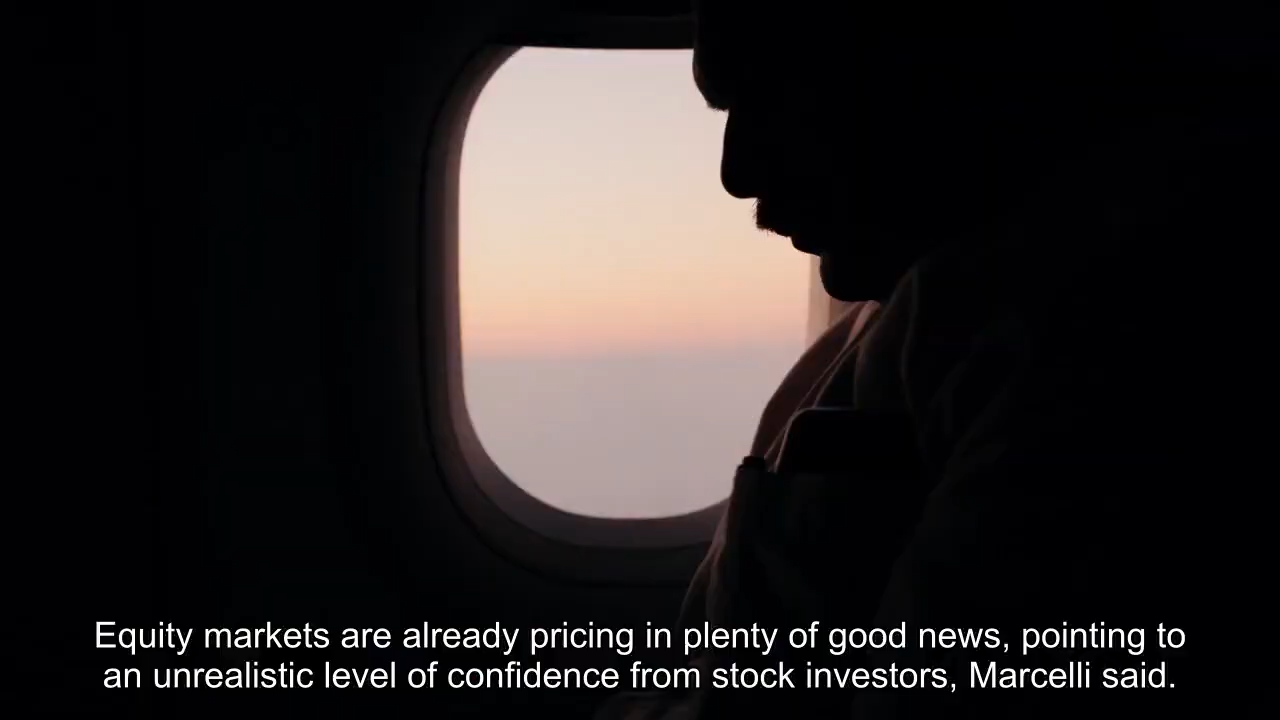 Equity markets are already pricing in plenty of good news, pointing to
an unrealistic level of confidence from stock investors, Marcelli said.